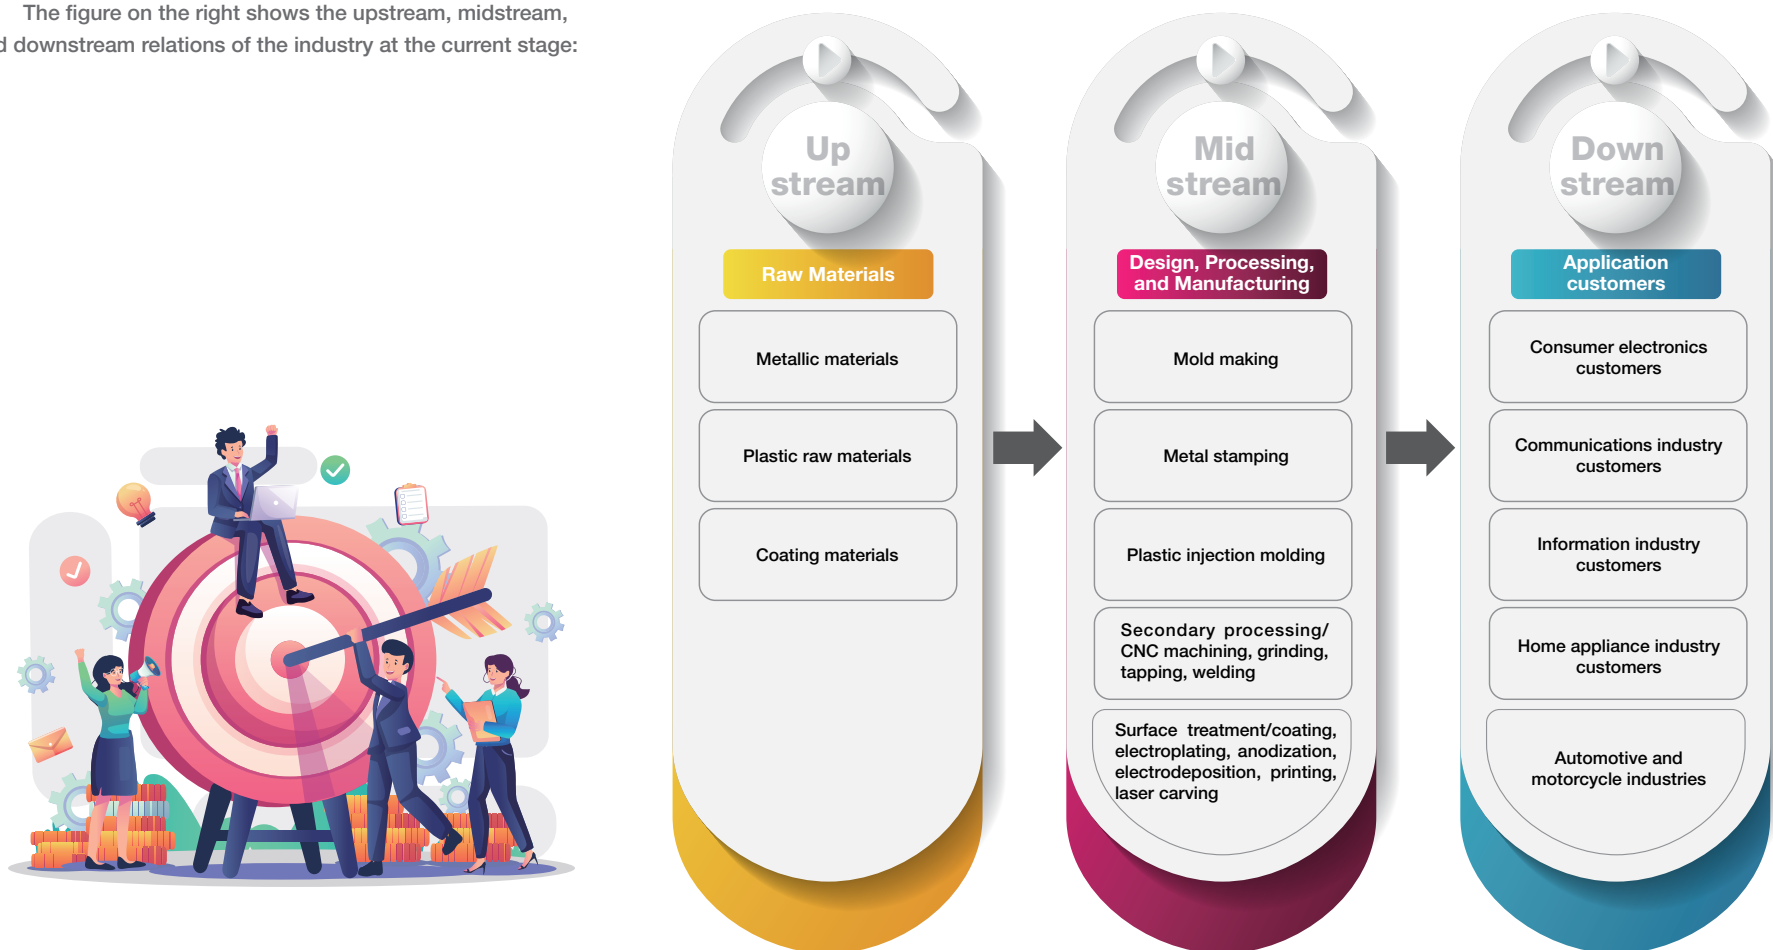 The figure on the right shows the upstream, midstream,
downstream relations of the industry at the current stage:
Up
stream
Raw Materials
Metallic materials
Plastic raw materials
Coating materials
Mid
stream
Design, Processing,
and Manufacturing
Mold making
Metal stamping
Plastic injection molding
Secondary processing/
CNC machining, grinding,
tapping, welding
Surface treatment/coating,
electroplating, anodization,
electrodeposition, printing,
laser carving
Down
stream
Application
customers
Consumer electronics
customers
Communications industry
customers
Information industry
customers
Home appliance industry
customers
Automotive and
motorcycle industries